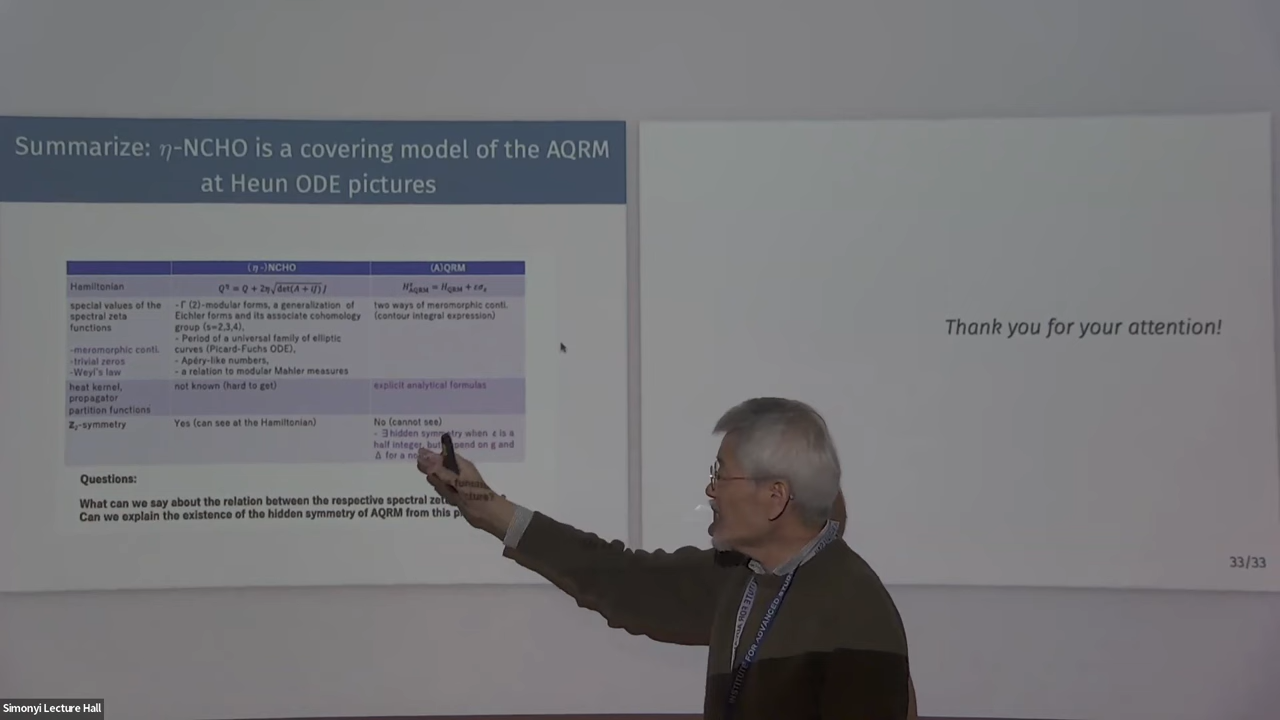 Summarize: η-NCHO is a covering model of the AQRM
at Heun ODE pictures
(η-)NCHO (A)QRM
Hamiltonian Q^η = Q + 2η√det(A + iJ) J H^ε_AQRM = H_QRM + εσ_x
special values of the -Γ(2)-modular forms, a generalization of two ways of meromorphic conti.
spectral zeta Eichler forms and its associate cohomology (contour integral expression)
functions group (s=2,3,4),
- Period of a universal family of elliptic
-meromorphic conti. curves (Picard-Fuchs ODE),
-trivial zeros - Apéry-like numbers,
-Weyl's law - a relation to modular Mahler measures
heat kernel, not known (hard to get) explicit analytical formulas
propagator
partition functions
Z₂-symmetry Yes (can see at the Hamiltonian) No (cannot see)
- ∃ hidden symmetry when ε is a
half integer, but depend on g and
Δ for a
Questions:
What can we say about the relation between the respective spectral
Can we explain the existence of the hidden symmetry of AQRM from this
Thank you for your attention!
33/33
INSTITUTE FOR ADVANCED STUD
Simonyi Lecture Hall